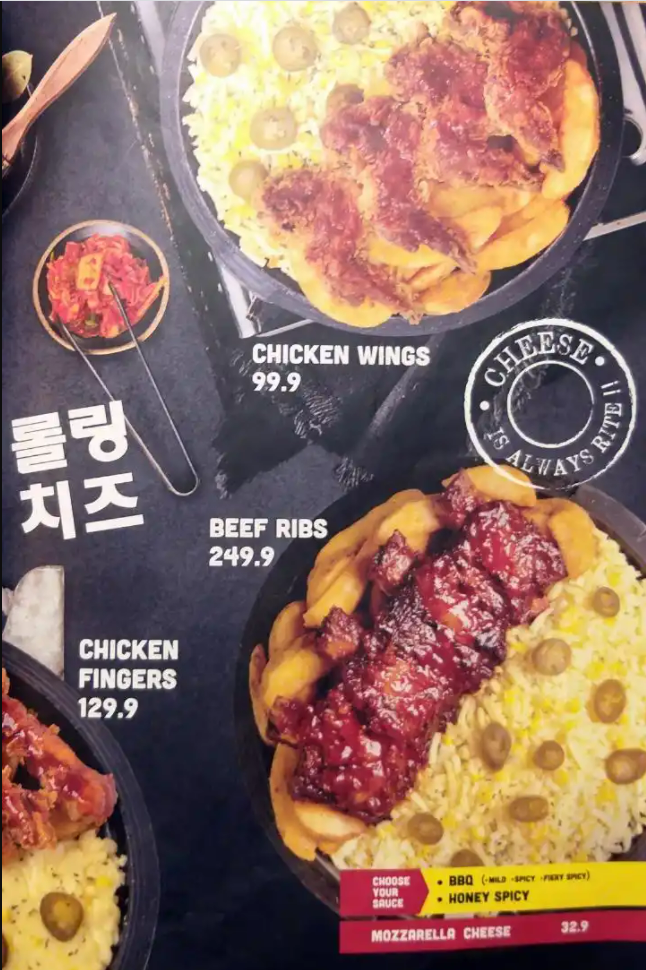 CHICKEN WINGS
99.9
CHEESE
IS ALWAYS RITE !!
롤링
치즈
BEEF RIBS
249.9
CHICKEN
FINGERS
129.9
CHOOSE
YOUR
SAUCE
• BBQ (-MILD -SPICY -FIERY SPICY)
• HONEY SPICY
MOZZARELLA CHEESE 32.9